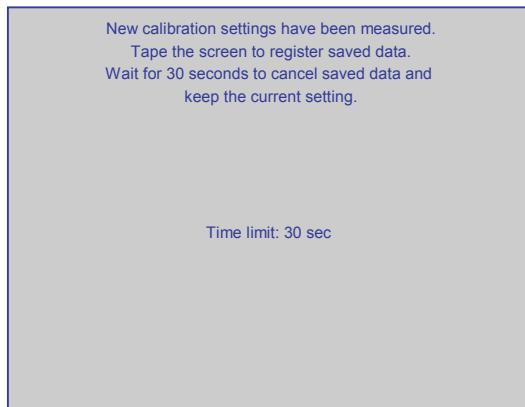 New calibration settings have been measured.
Tape the screen to register saved data.
Wait for 30 seconds to cancel saved data and
keep the current setting.
Time limit: 30 sec